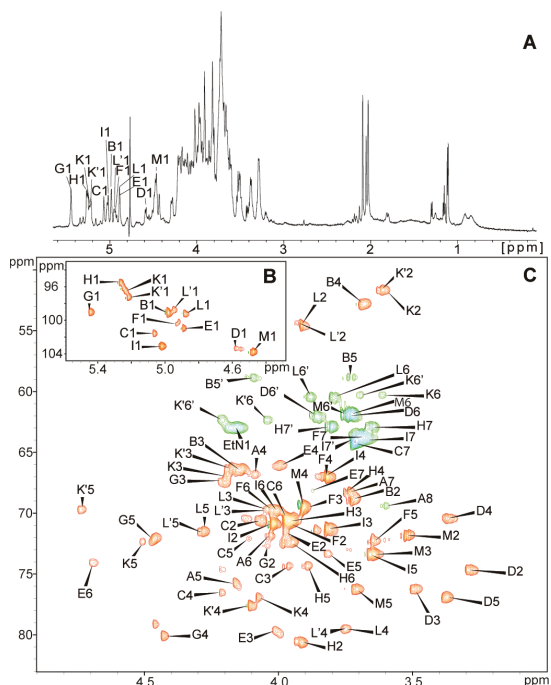 A
I1
B1
K1
L'1
K'1
F1
L1
M1
G1
E1
H1
C1
D1
5
4
3
2
1
[ppm]
ppm
ppm
B
C
K'2
H1
K1
B4
96
K'1
L'1
L2
K2
G1
B1
L1
100
55
L'2
F1
E1
C1
D1
M1
B5
104
I1
L6
L6'
K6'
K6
5.4
5.0
4.6
B5'
60
K'6
D6'
M6
K'6'
M6'
D6
H7'
H7
F7
I7
EtN1
I7'
C7
B3
E4
I4
65
K'3
A4
F4
H4
K3
E7
A7
G3
I6
C6
M4
B2
F6
F3
A8
K'5
L3
H3
D4
70
G5
L5
L'3
I3
F5
L'5
C2
F2
M2
I2
E2
M3
K5
C5
G2
E5
I5
A6
H6
E6
D2
A5
C3
H5
75
C4
M5
D5
K'4
K4
D3
E3
L'4
L4
80
G4
H2
4.5
4.0
3.5
ppm